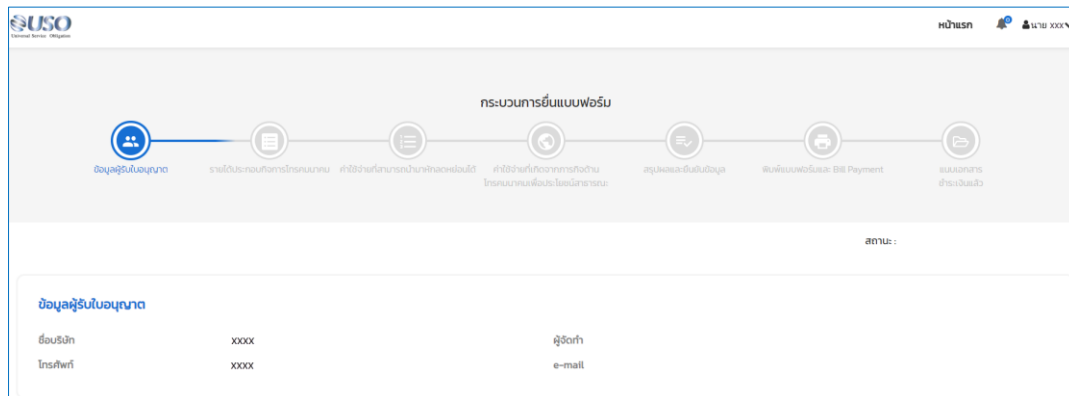 USO
Universal Service Obligation
หน้าแรก
0
นาย xxx
กระบวนการยื่นแบบฟอร์ม
ข้อมูลผู้รับใบอนุญาต
รายได้ประกอบกิจการโทรคมนาคม
ค่าใช้จ่ายที่สามารถนำมาหักลดหย่อนได้
ค่าใช้จ่ายที่เกิดจากภารกิจด้าน
โทรคมนาคมเพื่อประโยชน์สาธารณะ
สรุปผลและยืนยันข้อมูล
พิมพ์แบบฟอร์มและ Bill Payment
แนบเอกสาร
ชำระเงินแล้ว
สถานะ :
ข้อมูลผู้รับใบอนุญาต
ชื่อบริษัท xxxx ผู้จัดทำ
โทรศัพท์ xxxx e-mail